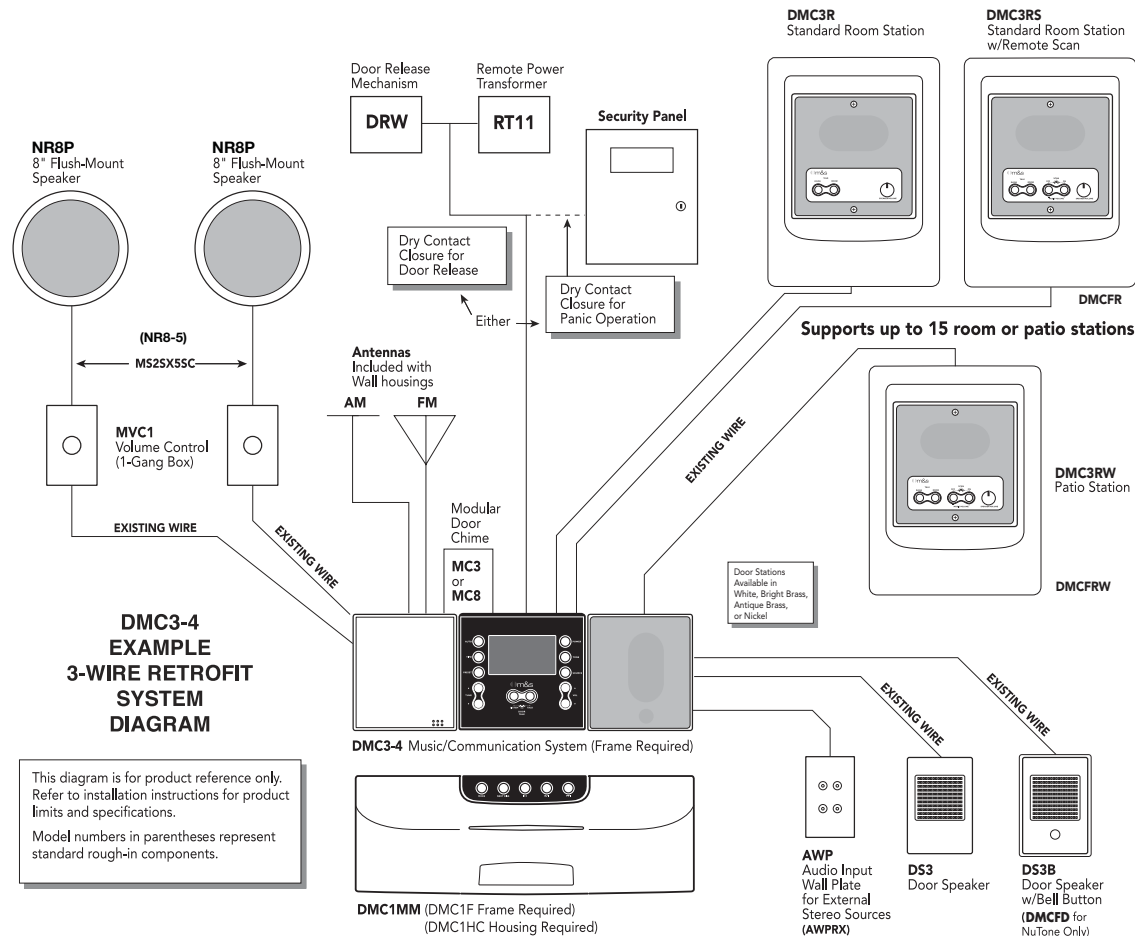 DMC3R
Standard Room Station
DMC3RS
Standard Room Station
w/Remote Scan
Door Release
Mechanism
DRW
Remote Power
Transformer
RT11
Security Panel
NR8P
8" Flush-Mount
Speaker
NR8P
8" Flush-Mount
Speaker
m&s
m&s
Dry Contact
Closure for
Door Release
Dry Contact
Closure for
Panic Operation
Either
DMCFR
Supports up to 15 room or patio stations
(NR8-5)
MS2SX5SC
Antennas
Included with
Wall housings
AM
FM
MVC1
Volume Control
(1-Gang Box)
EXISTING WIRE
EXISTING WIRE
EXISTING WIRE
m&s
DMC3RW
Patio Station
DMCFRW
Modular
Door
Chime
MC3
or
MC8
Door Stations
Available in
White, Bright Brass,
Antique Brass,
or Nickel
DMC3-4
EXAMPLE
3-WIRE RETROFIT
SYSTEM
DIAGRAM
m&s
DMC3-4 Music/Communication System (Frame Required)
EXISTING WIRE
EXISTING WIRE
This diagram is for product reference only.
Refer to installation instructions for product
limits and specifications.
Model numbers in parentheses represent
standard rough-in components.
DMC1MM (DMC1F Frame Required)
(DMC1HC Housing Required)
AWP
Audio Input
Wall Plate
for External
Stereo Sources
(AWPRX)
DS3
Door Speaker
DS3B
Door Speaker
w/Bell Button
(DMCFD for
NuTone Only)